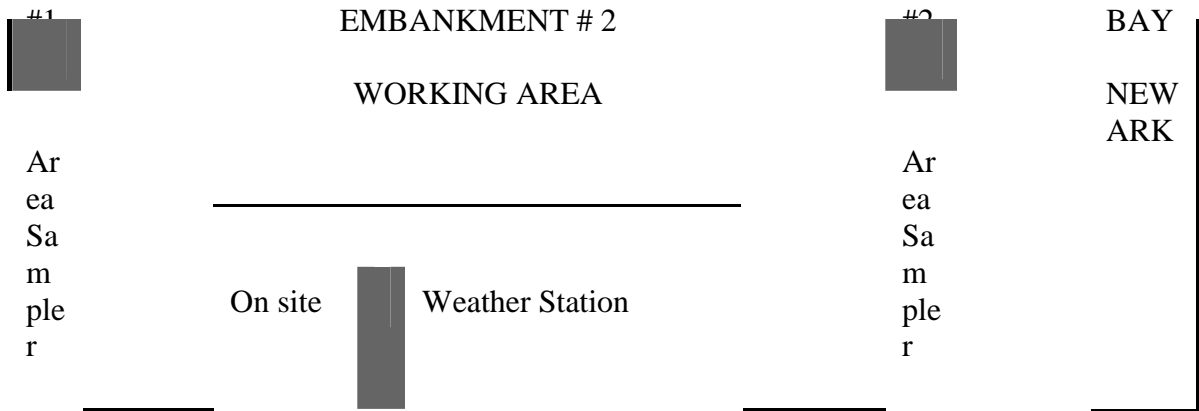 #1
EMBANKMENT # 2
#2
BAY
WORKING AREA
NEW
ARK
Ar
ea
Sa
m
ple
r
On site
Weather Station
Ar
ea
Sa
m
ple
r